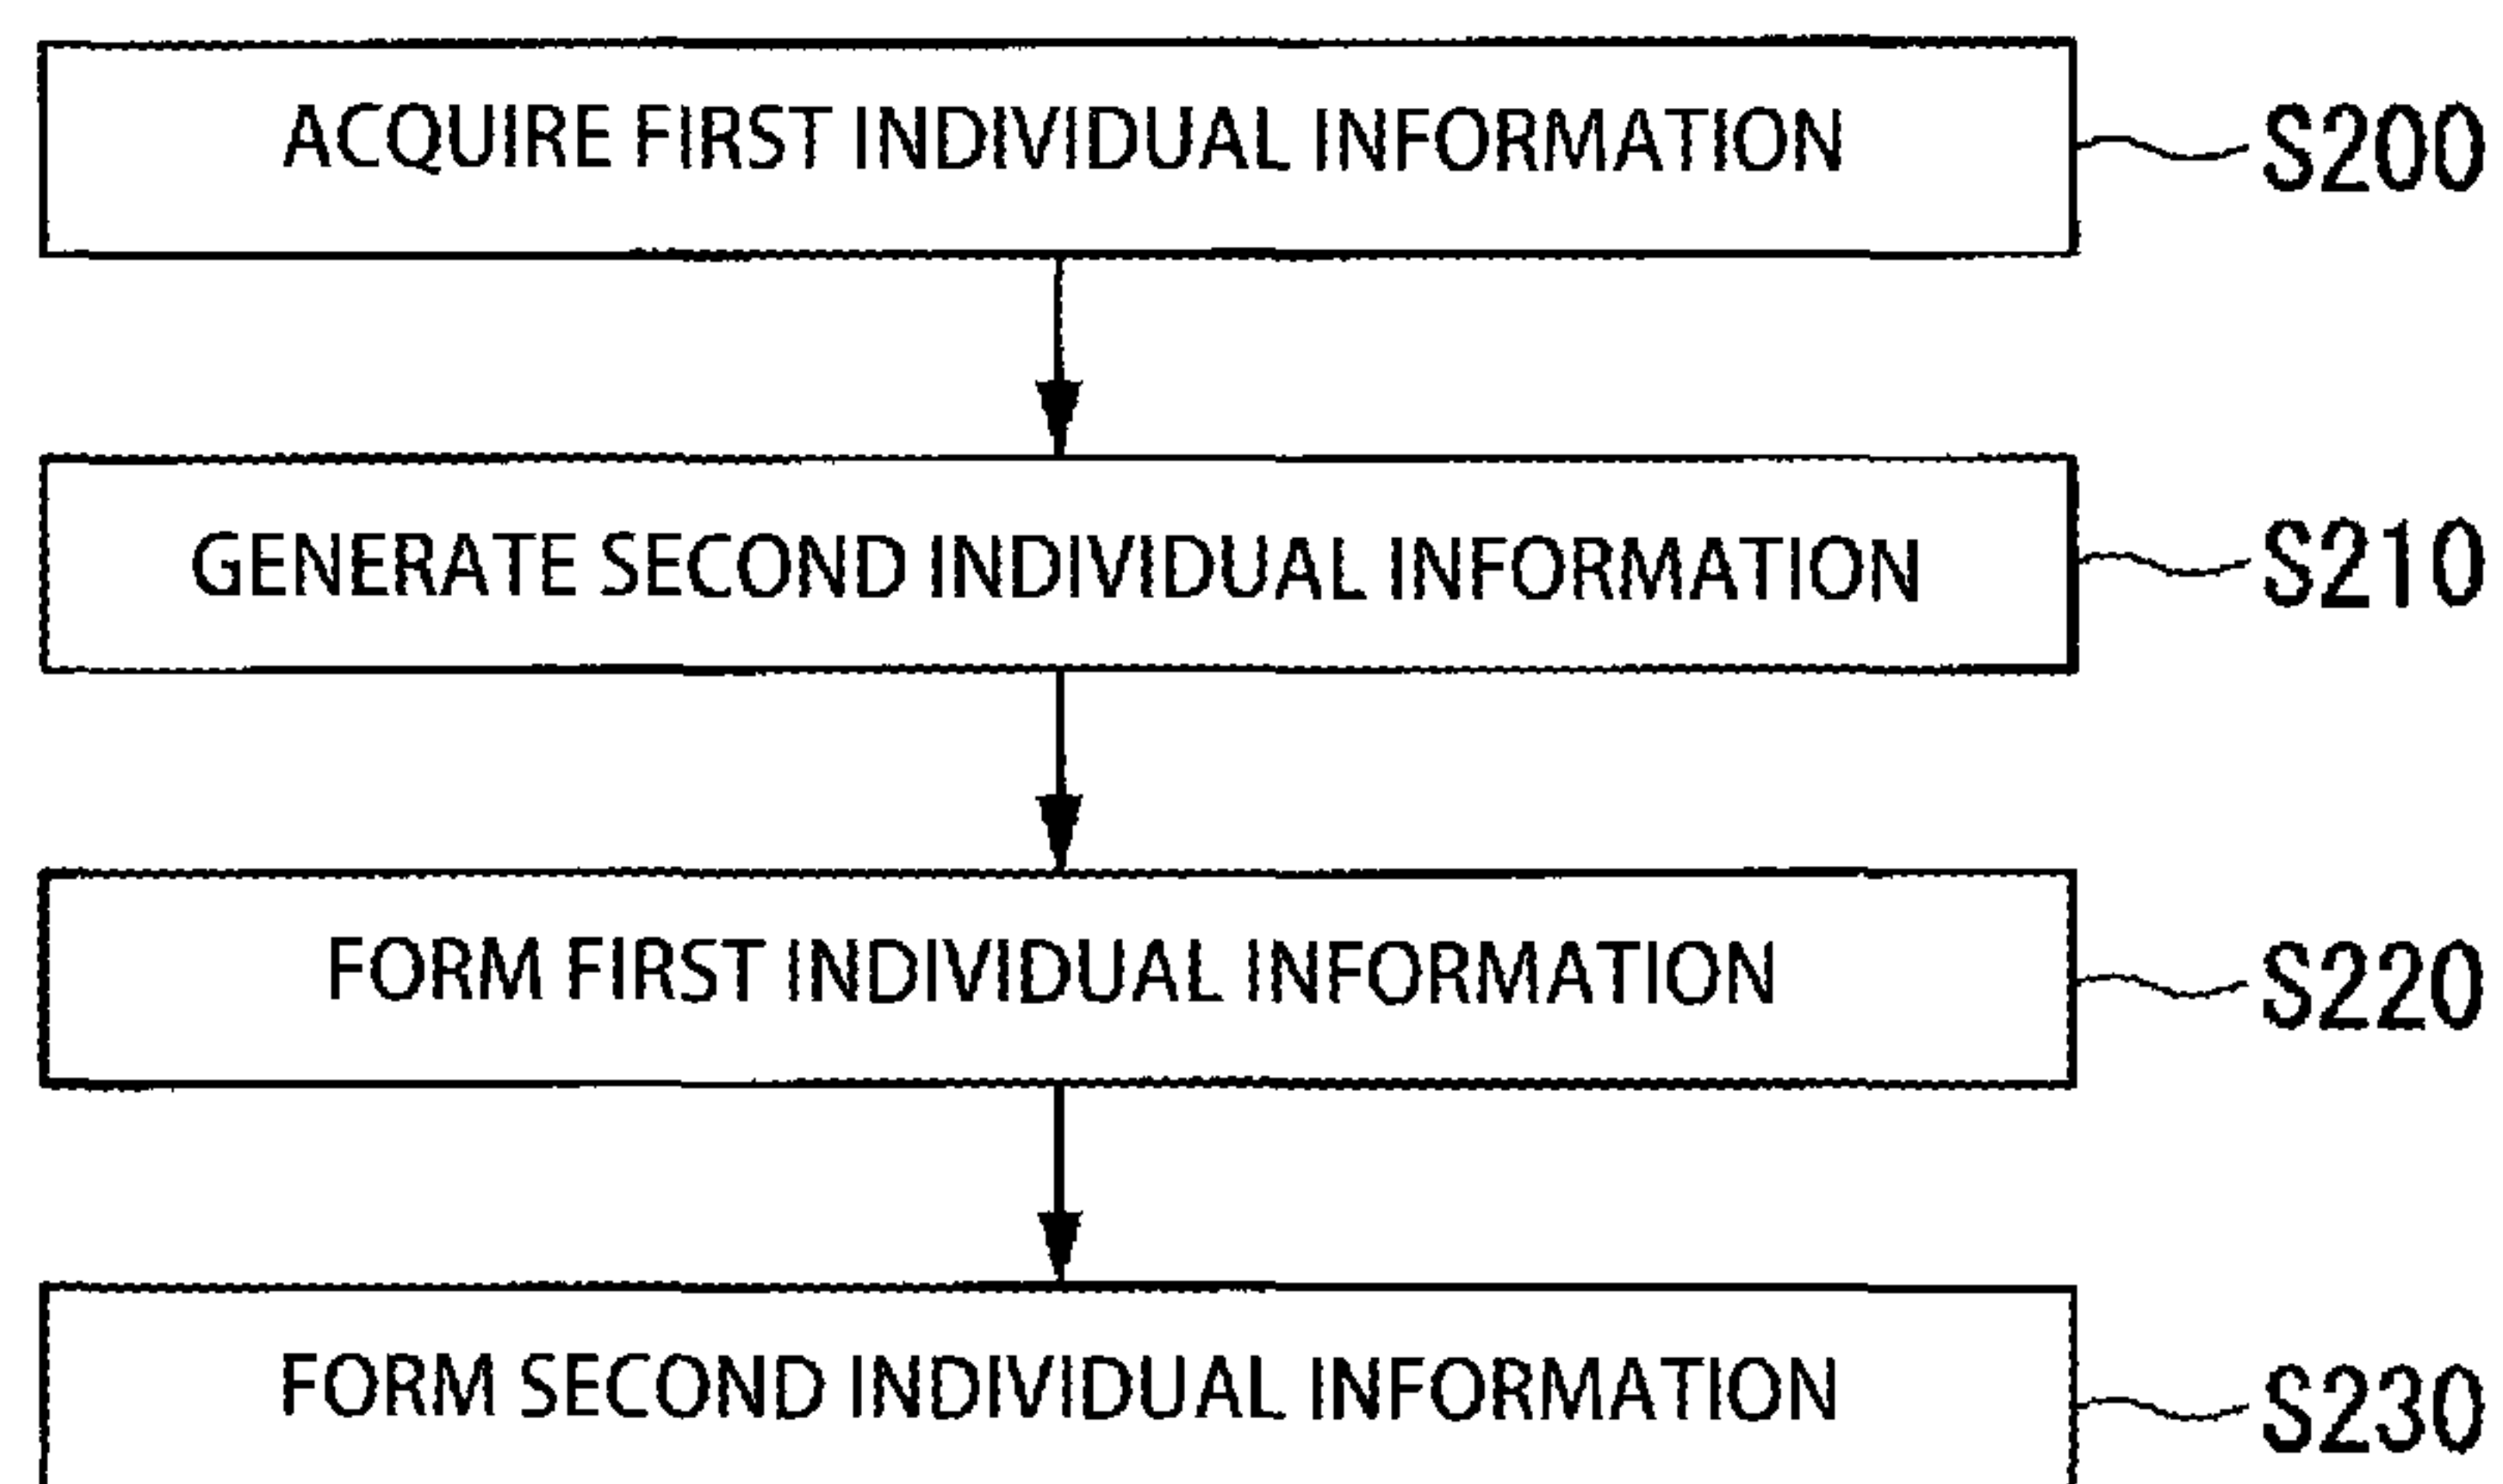 ACQUIRE FIRST INDIVIDUAL INFORMATION S200
GENERATE SECOND INDIVIDUAL INFORMATION S210
FORM FIRST INDIVIDUAL INFORMATION S220
FORM SECOND INDIVIDUAL INFORMATION S230